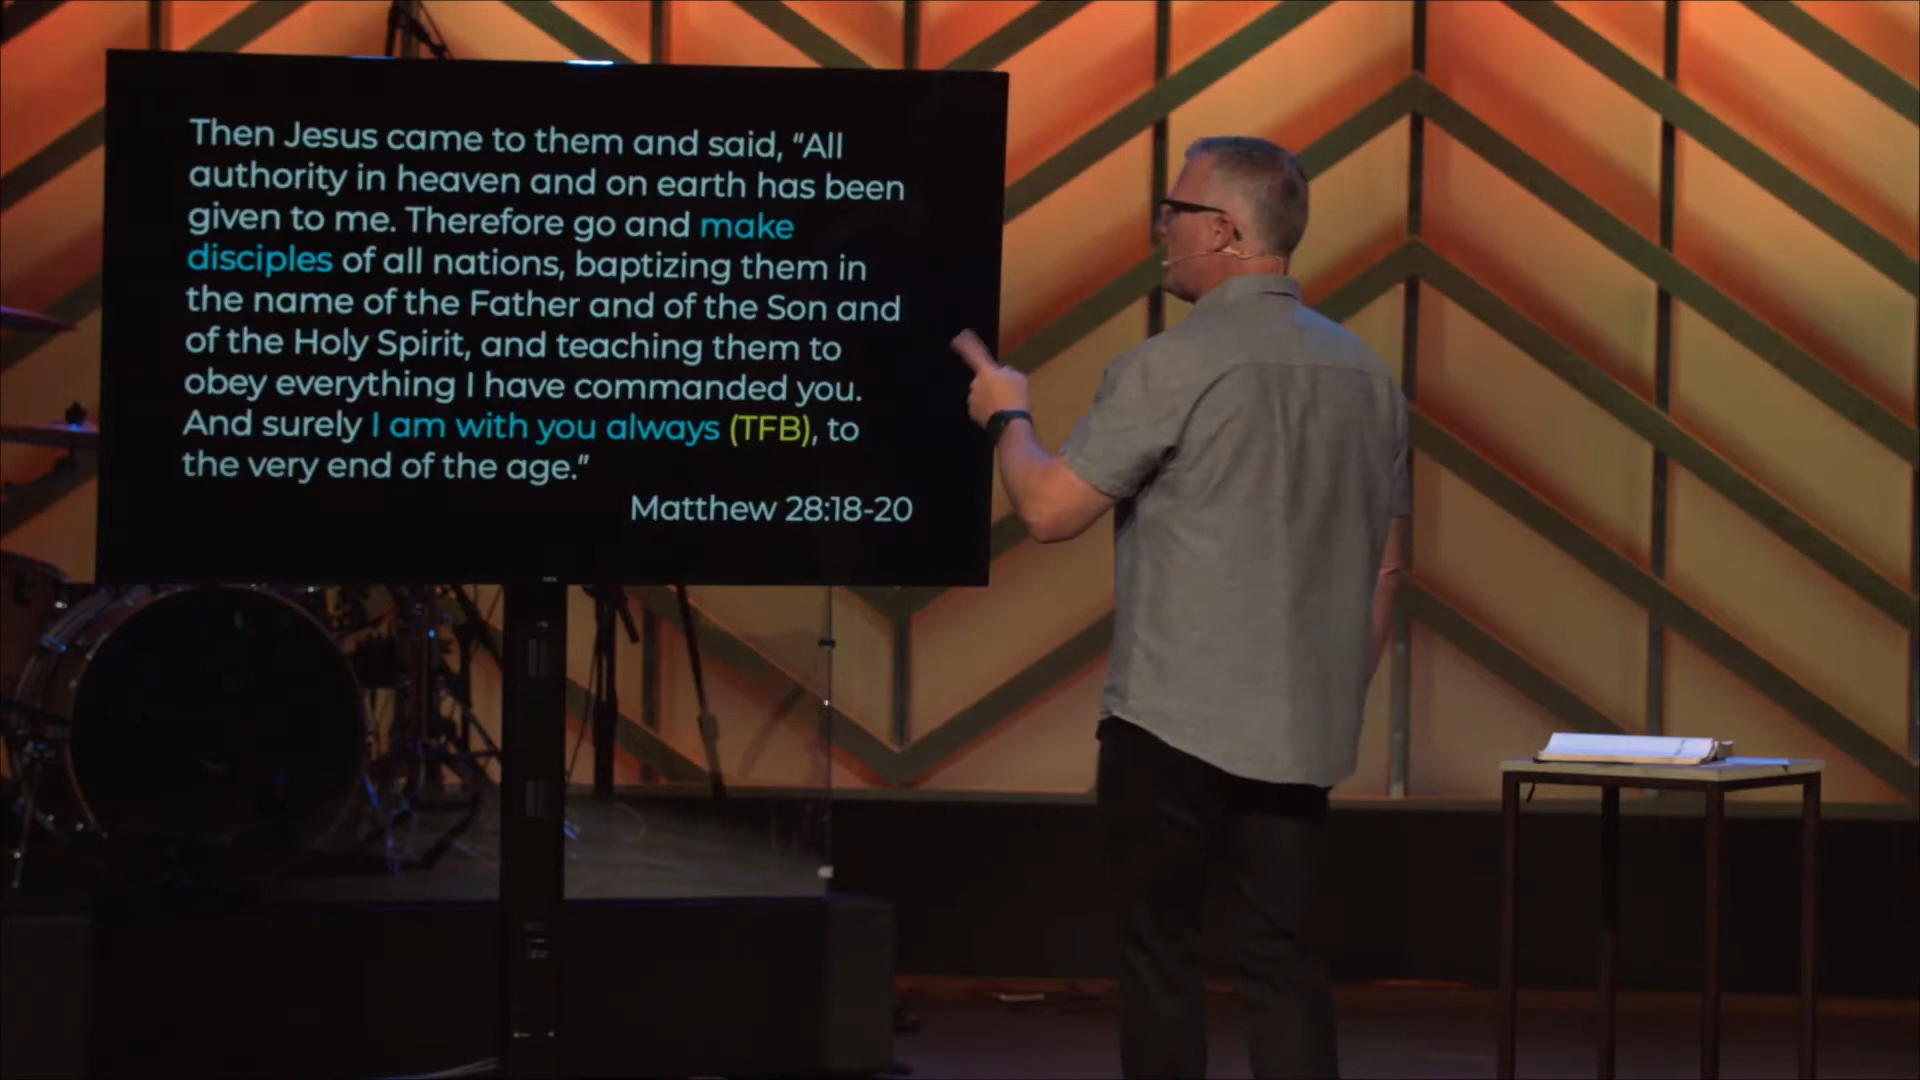 Then Jesus came to them and said, “All
authority in heaven and on earth has been
given to me. Therefore go and make
disciples of all nations, baptizing them in
the name of the Father and of the Son and
of the Holy Spirit, and teaching them to
obey everything I have commanded you.
And surely I am with you always (TFB), to
the very end of the age.”
Matthew 28:18-20